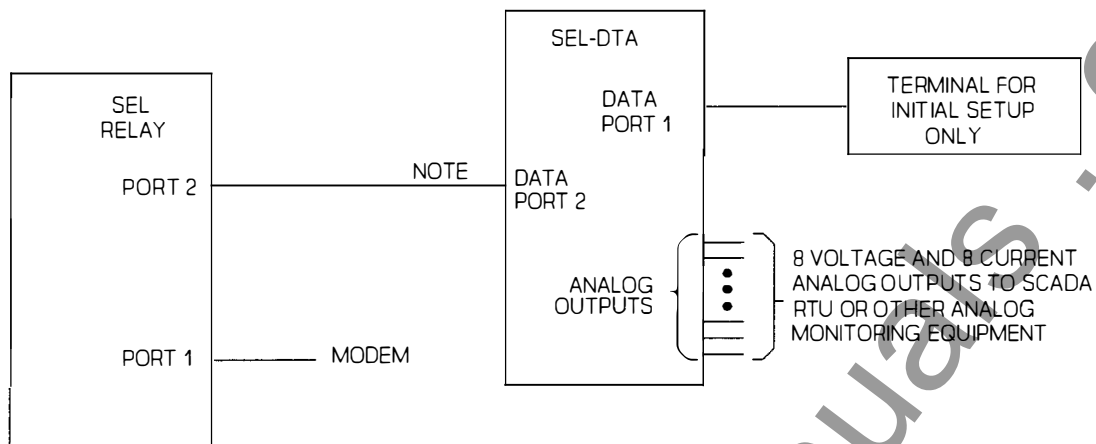 SEL-DTA
SEL
RELAY
DATA
PORT 1
TERMINAL FOR
INITIAL SETUP
ONLY
PORT 2
NOTE
DATA
PORT 2
ANALOG
OUTPUTS
8 VOLTAGE AND 8 CURRENT
ANALOG OUTPUTS TO SCADA
RTU OR OTHER ANALOG
MONITORING EQUIPMENT
PORT 1
MODEM
uals .